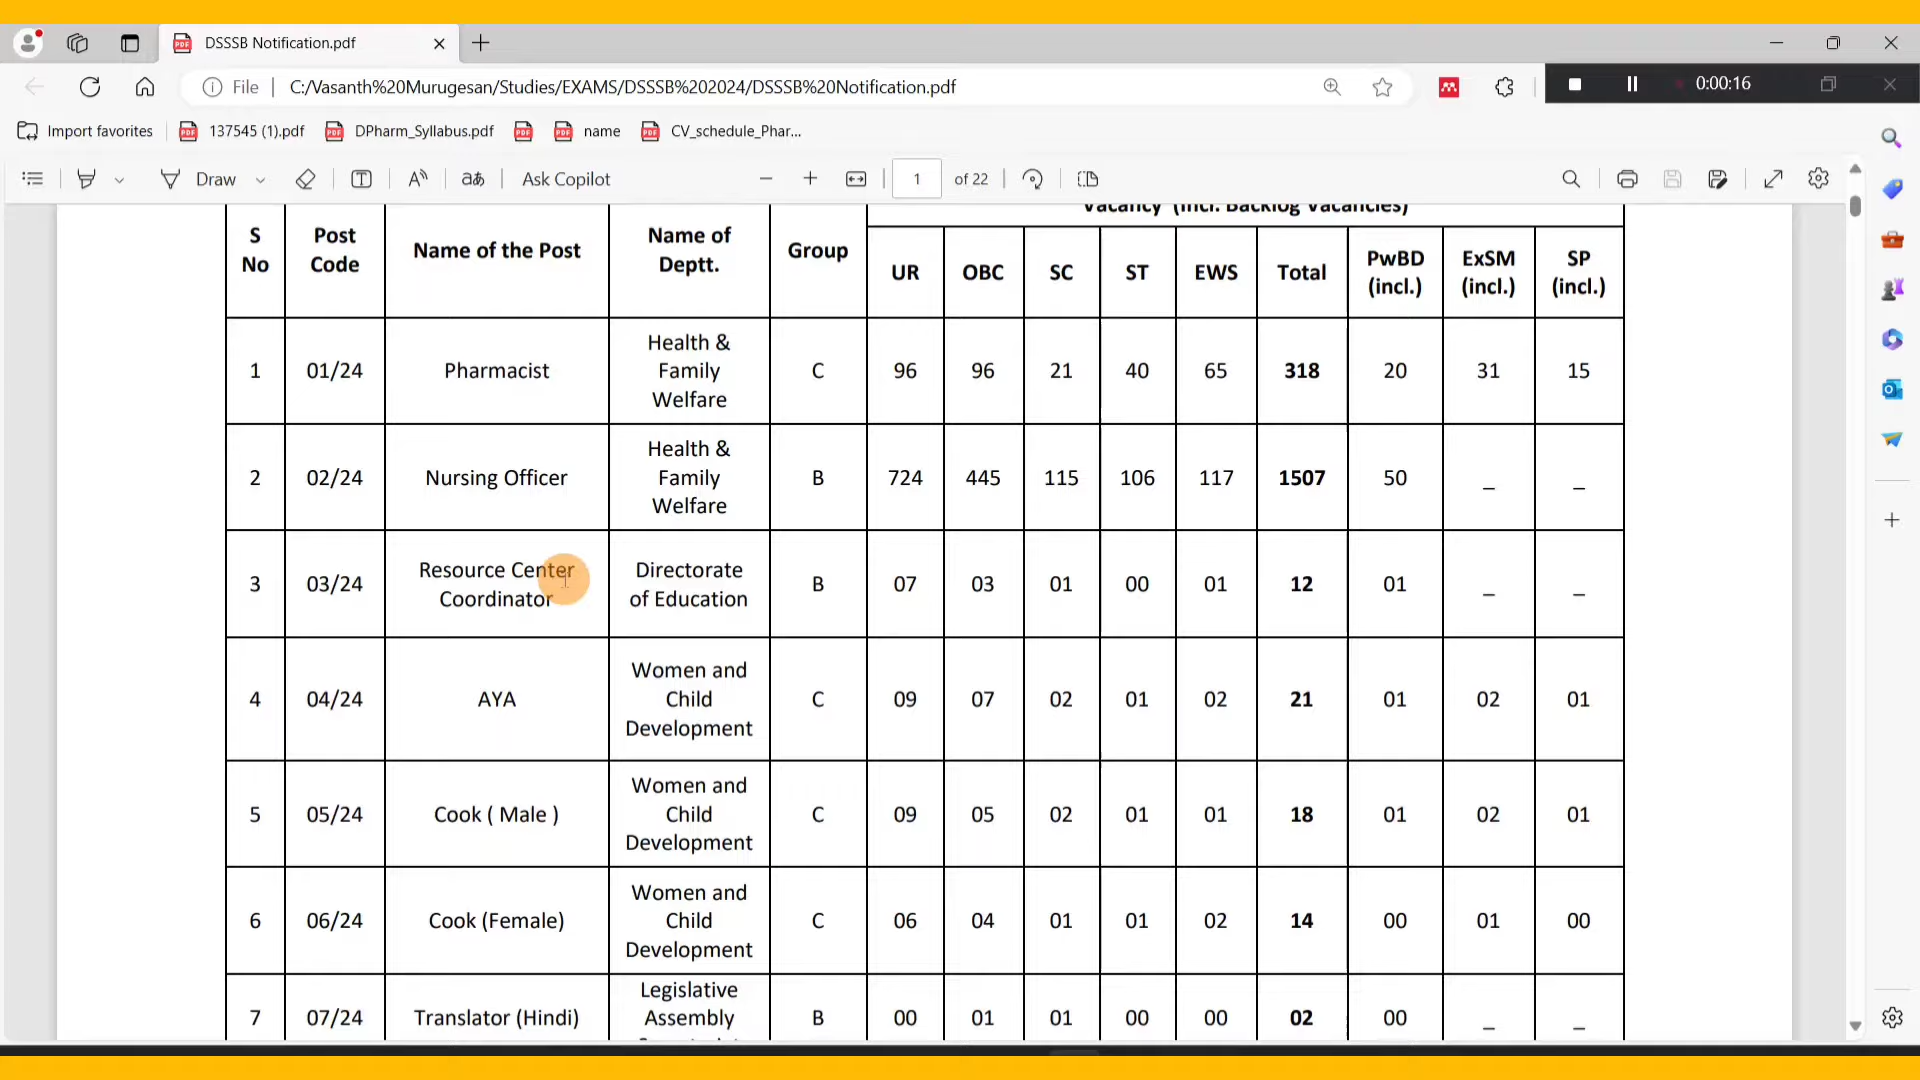 DSSSB Notification.pdf
File
C:/Vasanth%20Murugesan/Studies/EXAMS/DSSSB%202024/DSSSB%20Notification.pdf
0:00:16
Import favorites
137545 (1).pdf
DPharm_Syllabus.pdf
name
CV_schedule_Phar...
Draw
Ask Copilot
1 of 22
Vacancy (Incl. Backlog Vacancies)
S No Post Code Name of the Post Name of Deptt. Group UR OBC SC ST EWS Total PwBD (incl.) ExSM (incl.) SP (incl.)
1 01/24 Pharmacist Health & Family Welfare C 96 96 21 40 65 318 20 31 15
2 02/24 Nursing Officer Health & Family Welfare B 724 445 115 106 117 1507 50 _ _
3 03/24 Resource Center Coordinator Directorate of Education B 07 03 01 00 01 12 01 _ _
4 04/24 AYA Women and Child Development C 09 07 02 01 02 21 01 02 01
5 05/24 Cook ( Male ) Women and Child Development C 09 05 02 01 01 18 01 02 01
6 06/24 Cook (Female) Women and Child Development C 06 04 01 01 02 14 00 01 00
7 07/24 Translator (Hindi) Legislative Assembly B 00 01 01 00 00 02 00 _ _